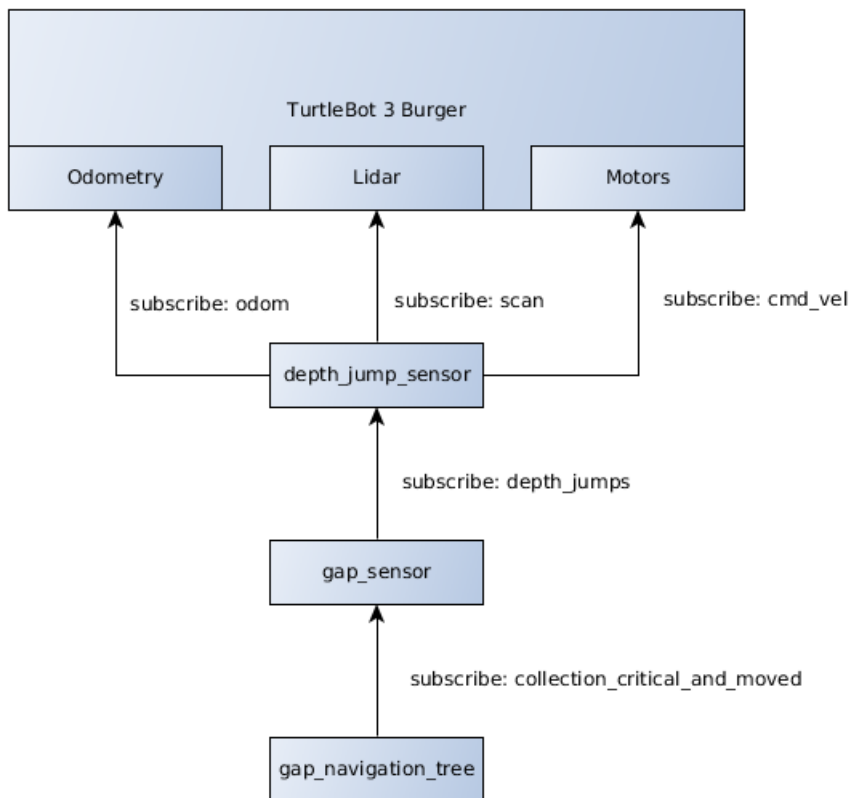 TurtleBot 3 Burger
Odometry
Lidar
Motors
subscribe: odom
subscribe: scan
subscribe: cmd_vel
depth_jump_sensor
subscribe: depth_jumps
gap_sensor
subscribe: collection_critical_and_moved
gap_navigation_tree